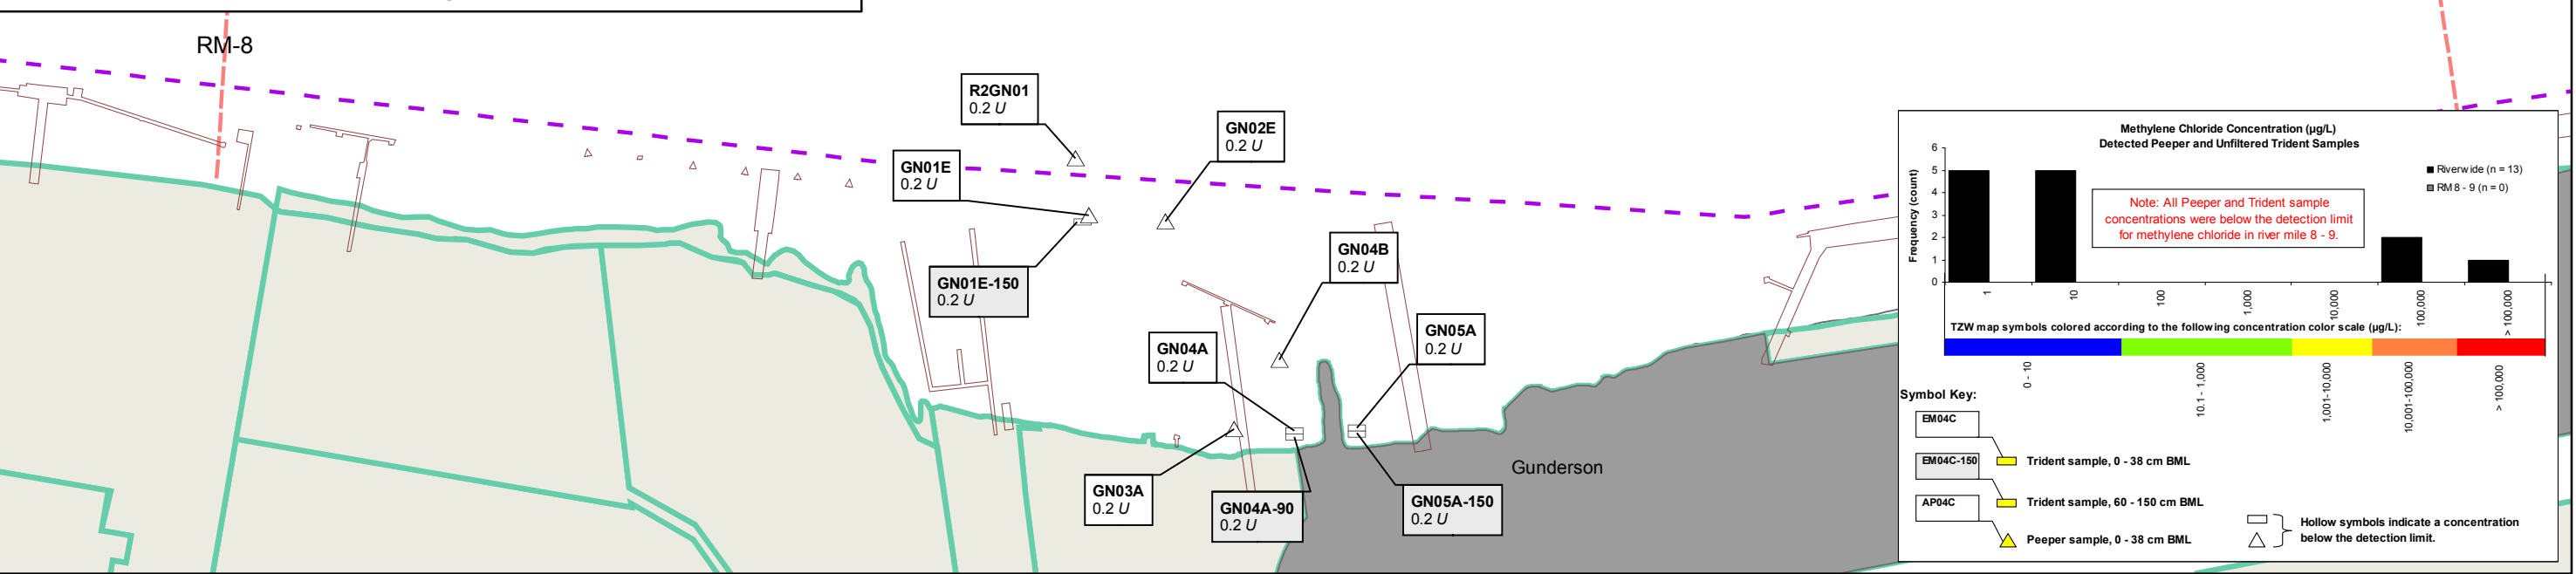 RM-8
R2GN01
0.2 U
GN02E
0.2 U
GN01E
0.2 U
GN01E-150
0.2 U
GN04B
0.2 U
GN04A
0.2 U
GN05A
0.2 U
GN03A
0.2 U
GN04A-90
0.2 U
GN05A-150
0.2 U
Gunderson
Methylene Chloride Concentration (µg/L)
Detected Peeper and Unfiltered Trident Samples
Frequency (count)
6
5
4
3
2
1
0
Riverwide (n = 13)
RM 8 - 9 (n = 0)
Note: All Peeper and Trident sample
concentrations were below the detection limit
for methylene chloride in river mile 8 - 9.
1
10
100
1,000
10,000
100,000
> 100,000
TZW map symbols colored according to the following concentration color scale (µg/L):
0 - 10
10.1 - 1,000
1,001-10,000
10,001-100,000
> 100,000
Symbol Key:
EM04C
Trident sample, 0 - 38 cm BML
EM04C-150
Trident sample, 60 - 150 cm BML
AP04C
Peeper sample, 0 - 38 cm BML
Hollow symbols indicate a concentration
below the detection limit.